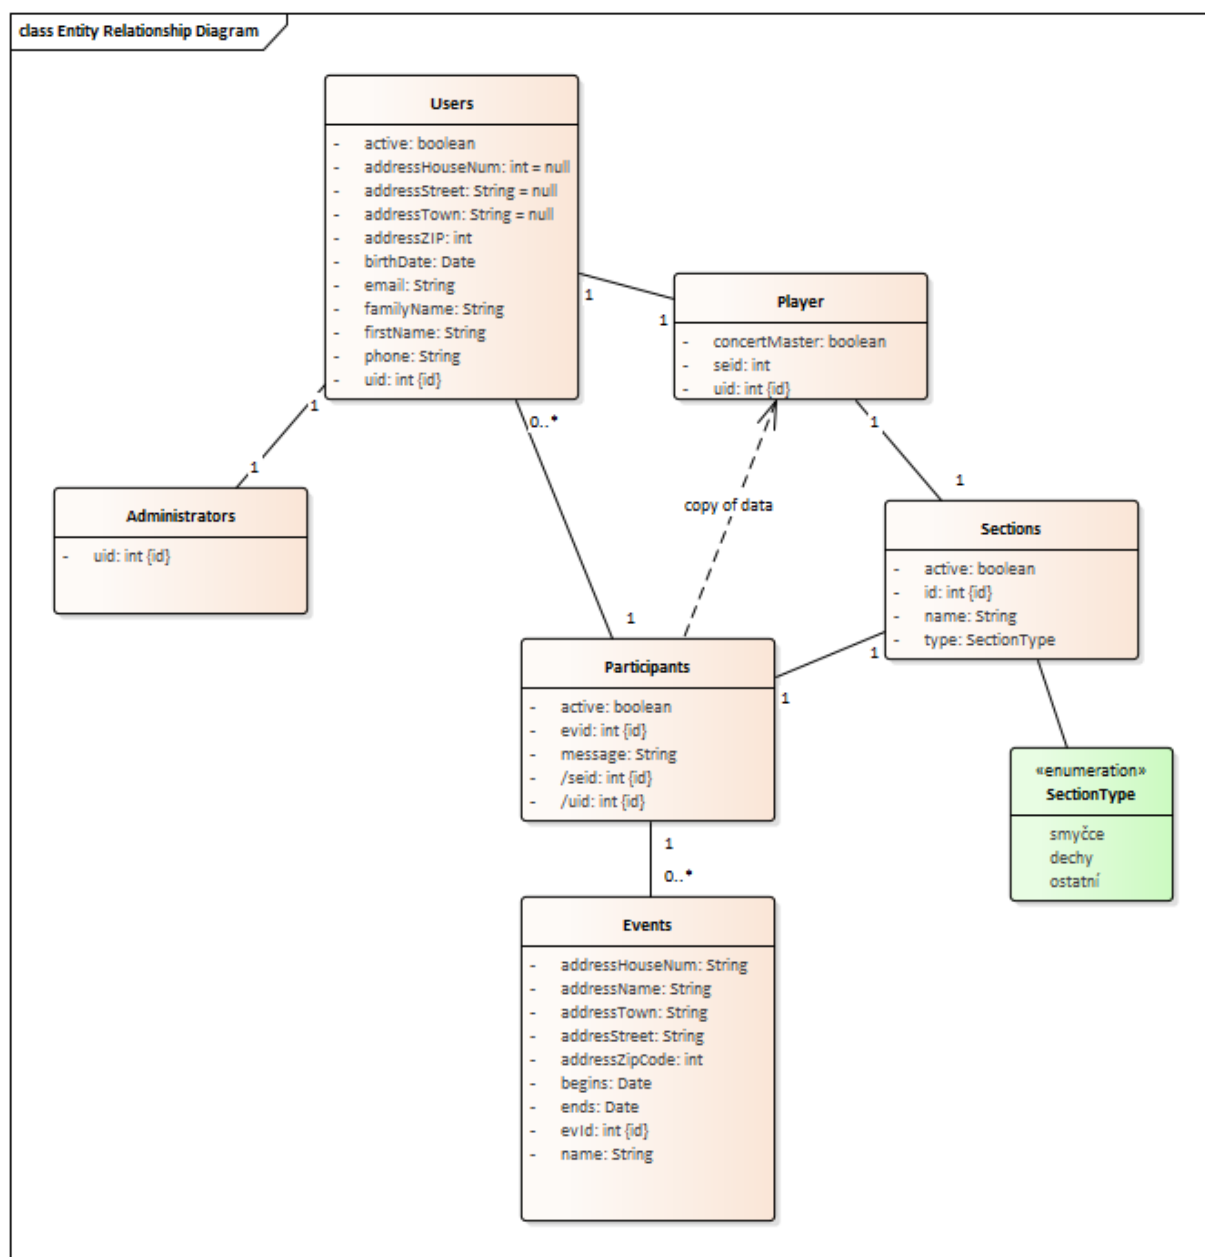 class Entity Relationship Diagram
Users
- active: boolean
- addressHouseNum: int = null
- addressStreet: String = null
- addressTown: String = null
- addressZIP: int
- birthDate: Date
- email: String
- familyName: String
- firstName: String
- phone: String
- uid: int {id}
1
1
Player
- concertMaster: boolean
- seid: int
- uid: int {id}
1
1
0..*
1
copy of data
1
1
Administrators
- uid: int {id}
Sections
- active: boolean
- id: int {id}
- name: String
- type: SectionType
1
1
Participants
- active: boolean
- evid: int {id}
- message: String
- /seid: int {id}
- /uid: int {id}
«enumeration»
SectionType
smyčce
dechy
ostatní
1
0..*
Events
- addressHouseNum: String
- addressName: String
- addressTown: String
- addresStreet: String
- addressZipCode: int
- begins: Date
- ends: Date
- evId: int {id}
- name: String